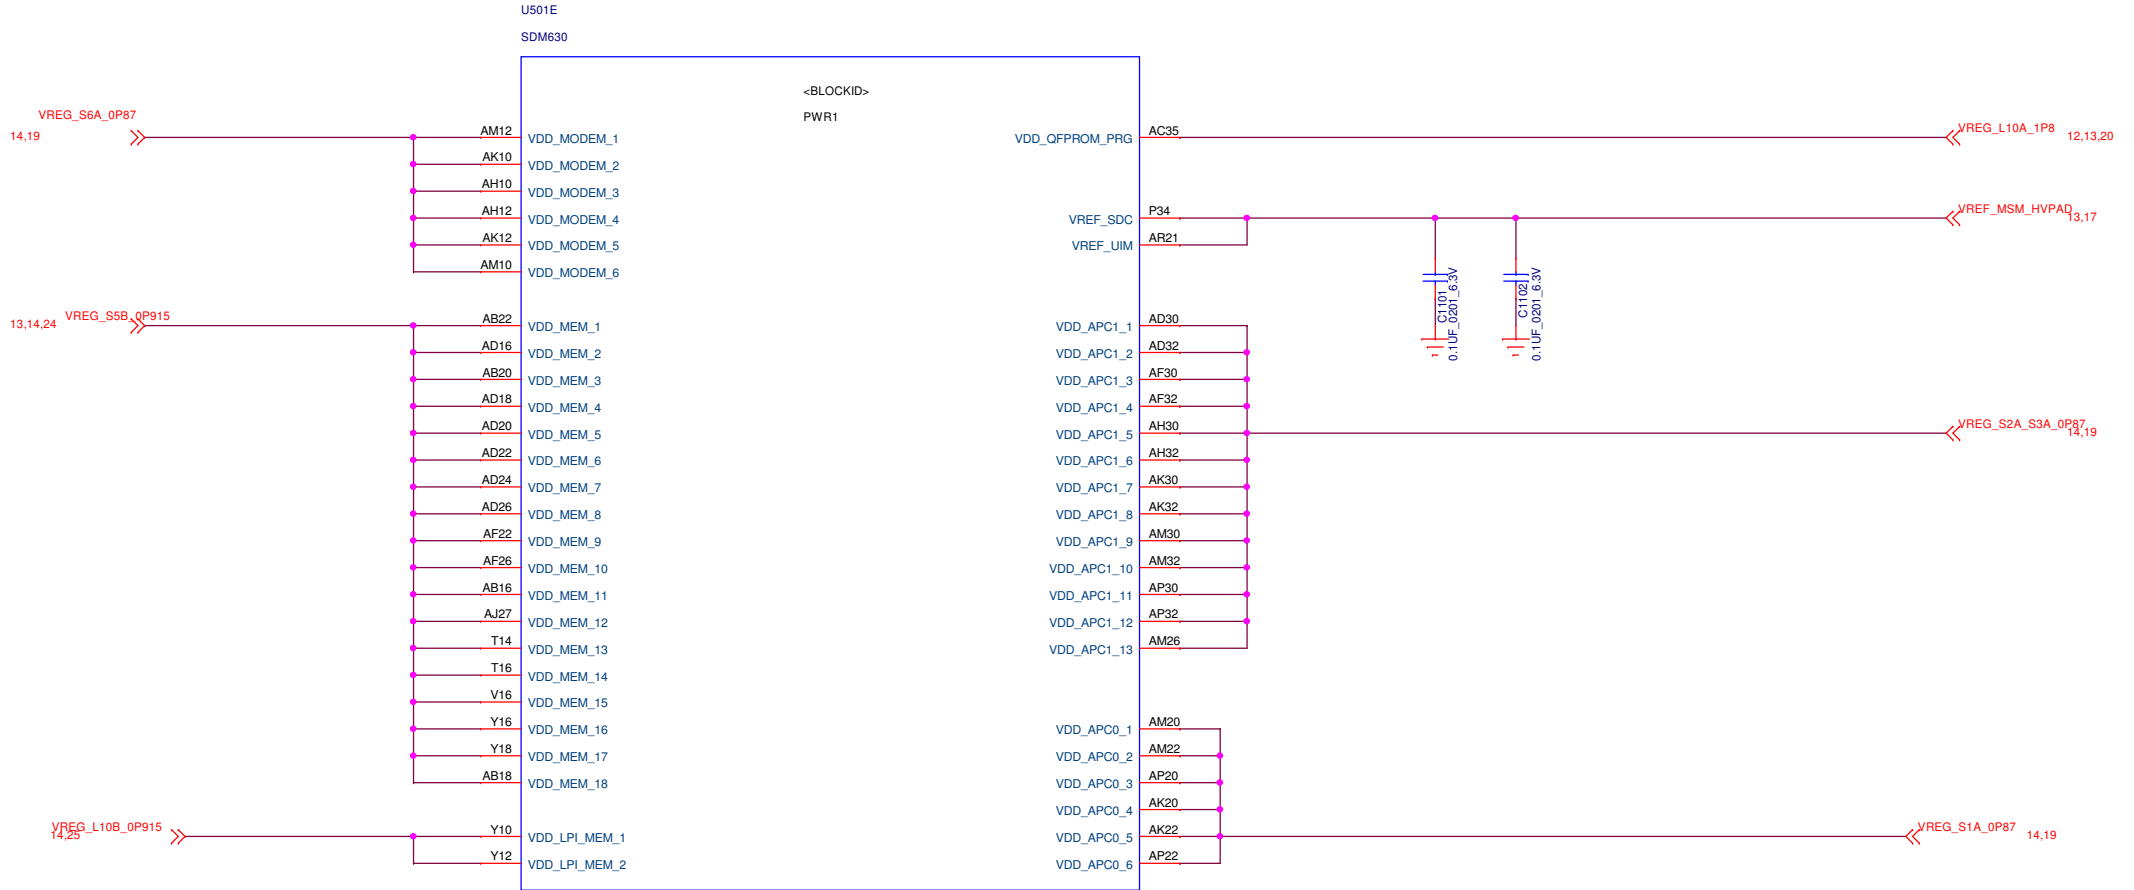 U501E
SDM630
<BLOCKID>
PWR1
VREG_S6A_0P87
14,19
AM12 VDD_MODEM_1
AK10 VDD_MODEM_2
AH10 VDD_MODEM_3
AH12 VDD_MODEM_4
AK12 VDD_MODEM_5
AM10 VDD_MODEM_6
VREG_S5B_0P915
13,14,24
AB22 VDD_MEM_1
AD16 VDD_MEM_2
AB20 VDD_MEM_3
AD18 VDD_MEM_4
AD20 VDD_MEM_5
AD22 VDD_MEM_6
AD24 VDD_MEM_7
AD26 VDD_MEM_8
AF22 VDD_MEM_9
AF26 VDD_MEM_10
AB16 VDD_MEM_11
AJ27 VDD_MEM_12
T14 VDD_MEM_13
T16 VDD_MEM_14
V16 VDD_MEM_15
Y16 VDD_MEM_16
Y18 VDD_MEM_17
AB18 VDD_MEM_18
VREG_L10B_0P915
14,25
Y10 VDD_LPI_MEM_1
Y12 VDD_LPI_MEM_2
VDD_QFPROM_PRG AC35
VREG_L10A_1P8 12,13,20
VREF_SDC P34
VREF_UIM AR21
VREF_MSM_HVPAD 13,17
C1101
0.1UF_0201_6.3V
C1102
0.1UF_0201_6.3V
VDD_APC1_1 AD30
VDD_APC1_2 AD32
VDD_APC1_3 AF30
VDD_APC1_4 AF32
VDD_APC1_5 AH30
VREG_S2A_S3A_0P87 14,19
VDD_APC1_6 AH32
VDD_APC1_7 AK30
VDD_APC1_8 AK32
VDD_APC1_9 AM30
VDD_APC1_10 AM32
VDD_APC1_11 AP30
VDD_APC1_12 AP32
VDD_APC1_13 AM26
VDD_APC0_1 AM20
VDD_APC0_2 AM22
VDD_APC0_3 AP20
VDD_APC0_4 AK20
VDD_APC0_5 AK22
VREG_S1A_0P87 14,19
VDD_APC0_6 AP22